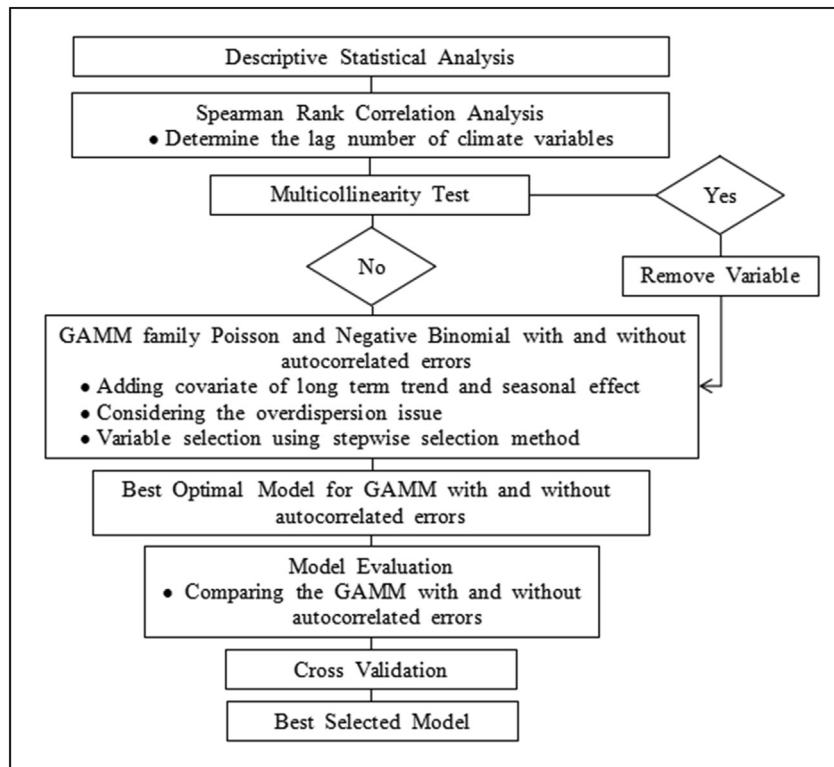 Descriptive Statistical Analysis
Spearman Rank Correlation Analysis
• Determine the lag number of climate variables
Multicollinearity Test
Yes
No
Remove Variable
GAMM family Poisson and Negative Binomial with and without
autocorrelated errors
• Adding covariate of long term trend and seasonal effect
• Considering the overdispersion issue
• Variable selection using stepwise selection method
Best Optimal Model for GAMM with and without
autocorrelated errors
Model Evaluation
• Comparing the GAMM with and without
autocorrelated errors
Cross Validation
Best Selected Model